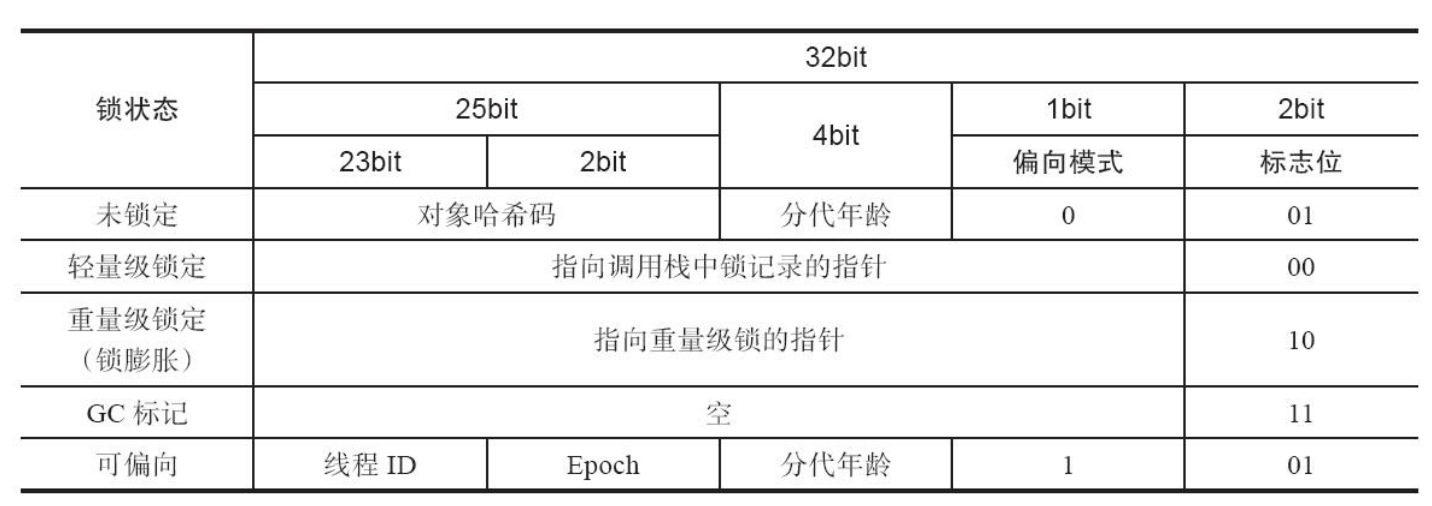 锁状态
32bit
25bit
4bit
1bit
2bit
23bit
2bit
偏向模式
标志位
未锁定
对象哈希码
分代年龄
0
01
轻量级锁定
指向调用栈中锁记录的指针
00
重量级锁定
（锁膨胀）
指向重量级锁的指针
10
GC 标记
空
11
可偏向
线程 ID
Epoch
分代年龄
1
01